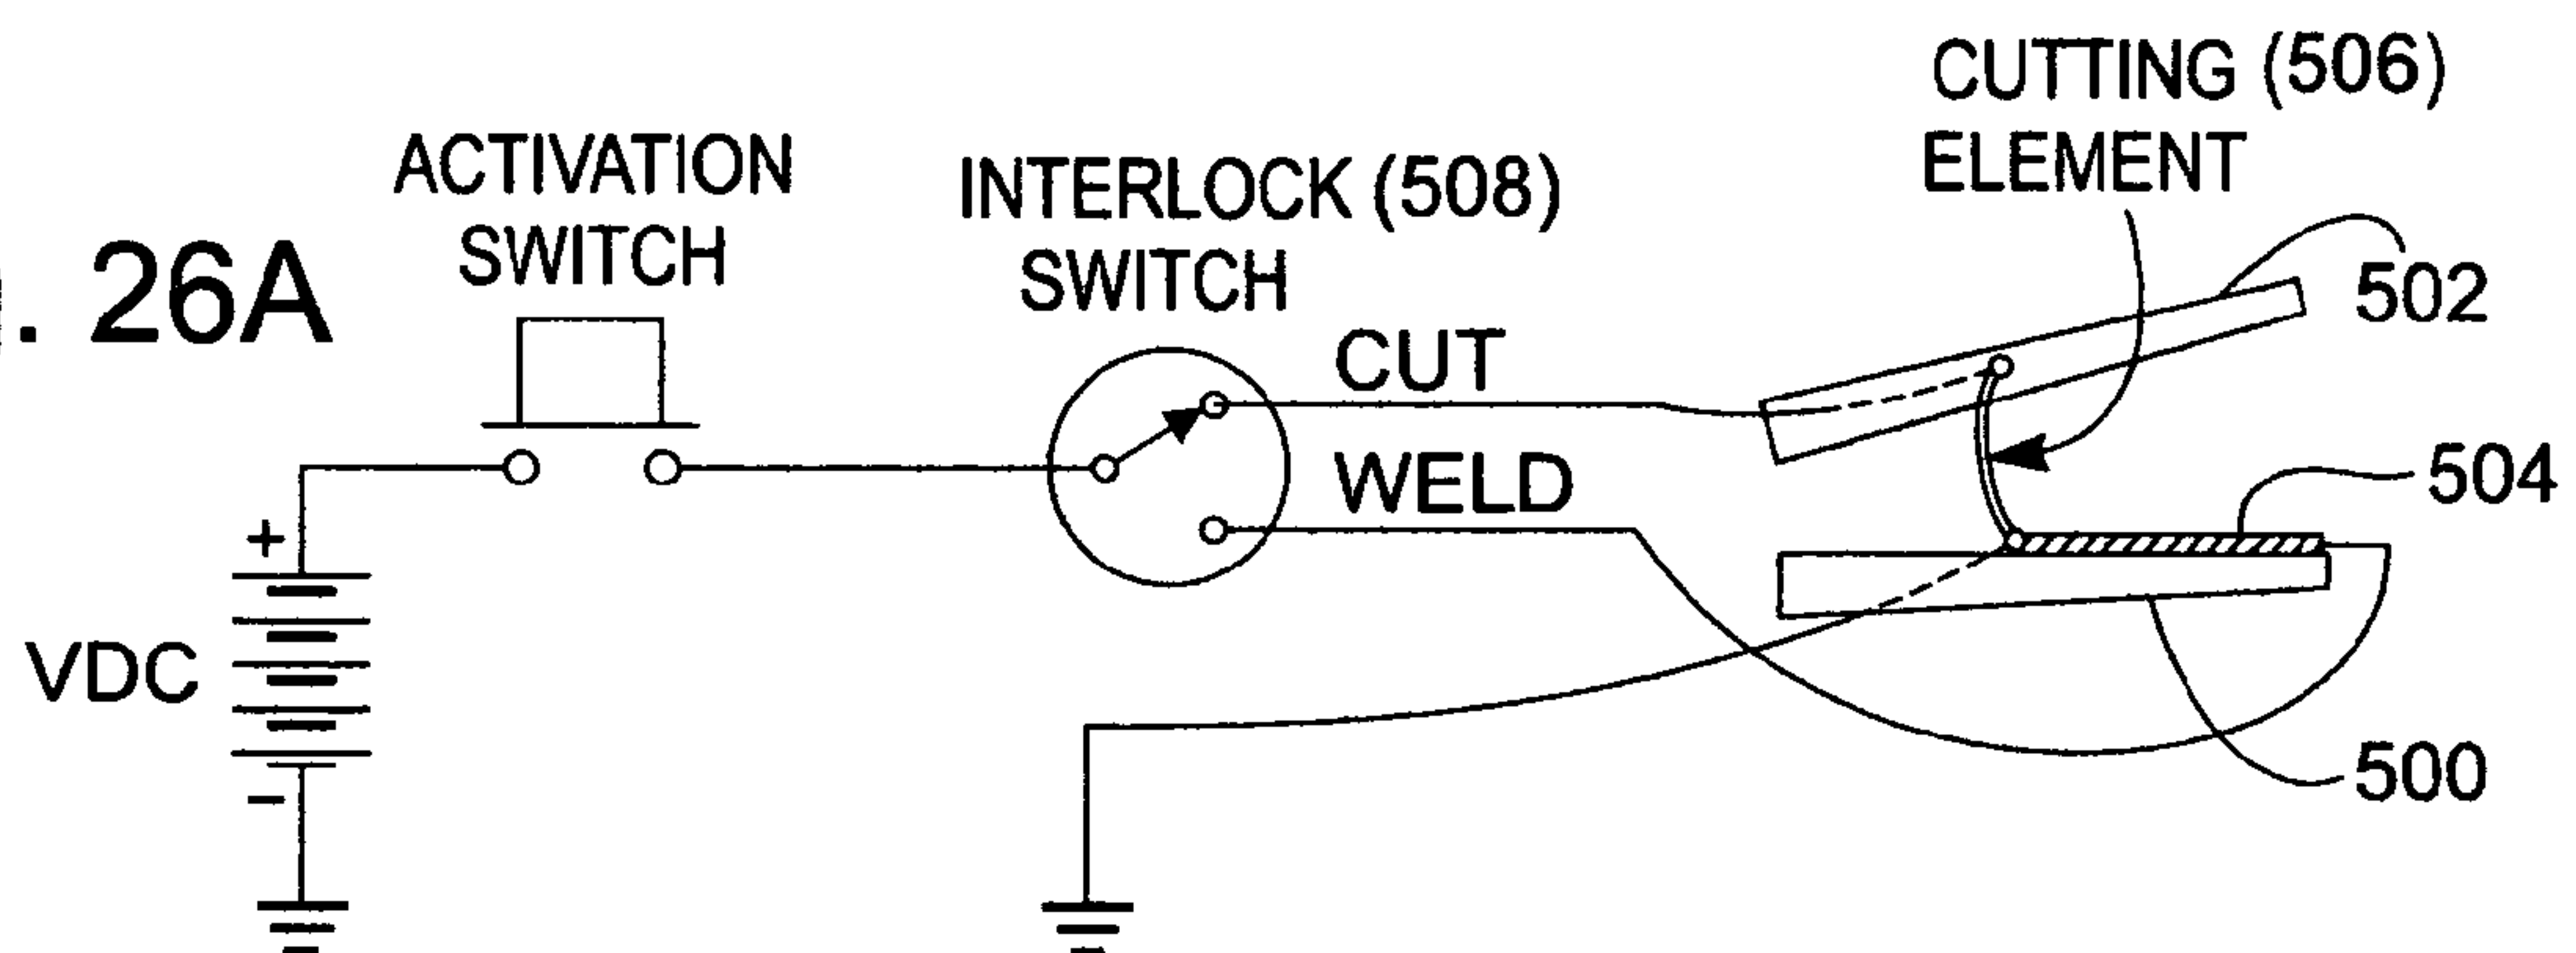 . 26A
ACTIVATION
SWITCH
INTERLOCK (508)
SWITCH
CUTTING (506)
ELEMENT
502
CUT
WELD
504
+
VDC
500
−